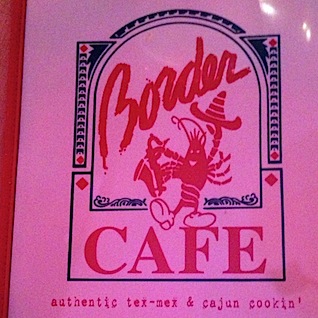 Border
CAFE
authentic tex-mex & cajun cookin'